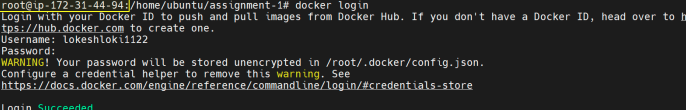 root@ip-172-31-44-94:/home/ubuntu/assignment-1# docker login
Login with your Docker ID to push and pull images from Docker Hub. If you don't have a Docker ID, head over to h
ttps://hub.docker.com to create one.
Username: lokeshloki1122
Password:
WARNING! Your password will be stored unencrypted in /root/.docker/config.json.
Configure a credential helper to remove this warning. See
https://docs.docker.com/engine/reference/commandline/login/#credentials-store
Login Succeeded